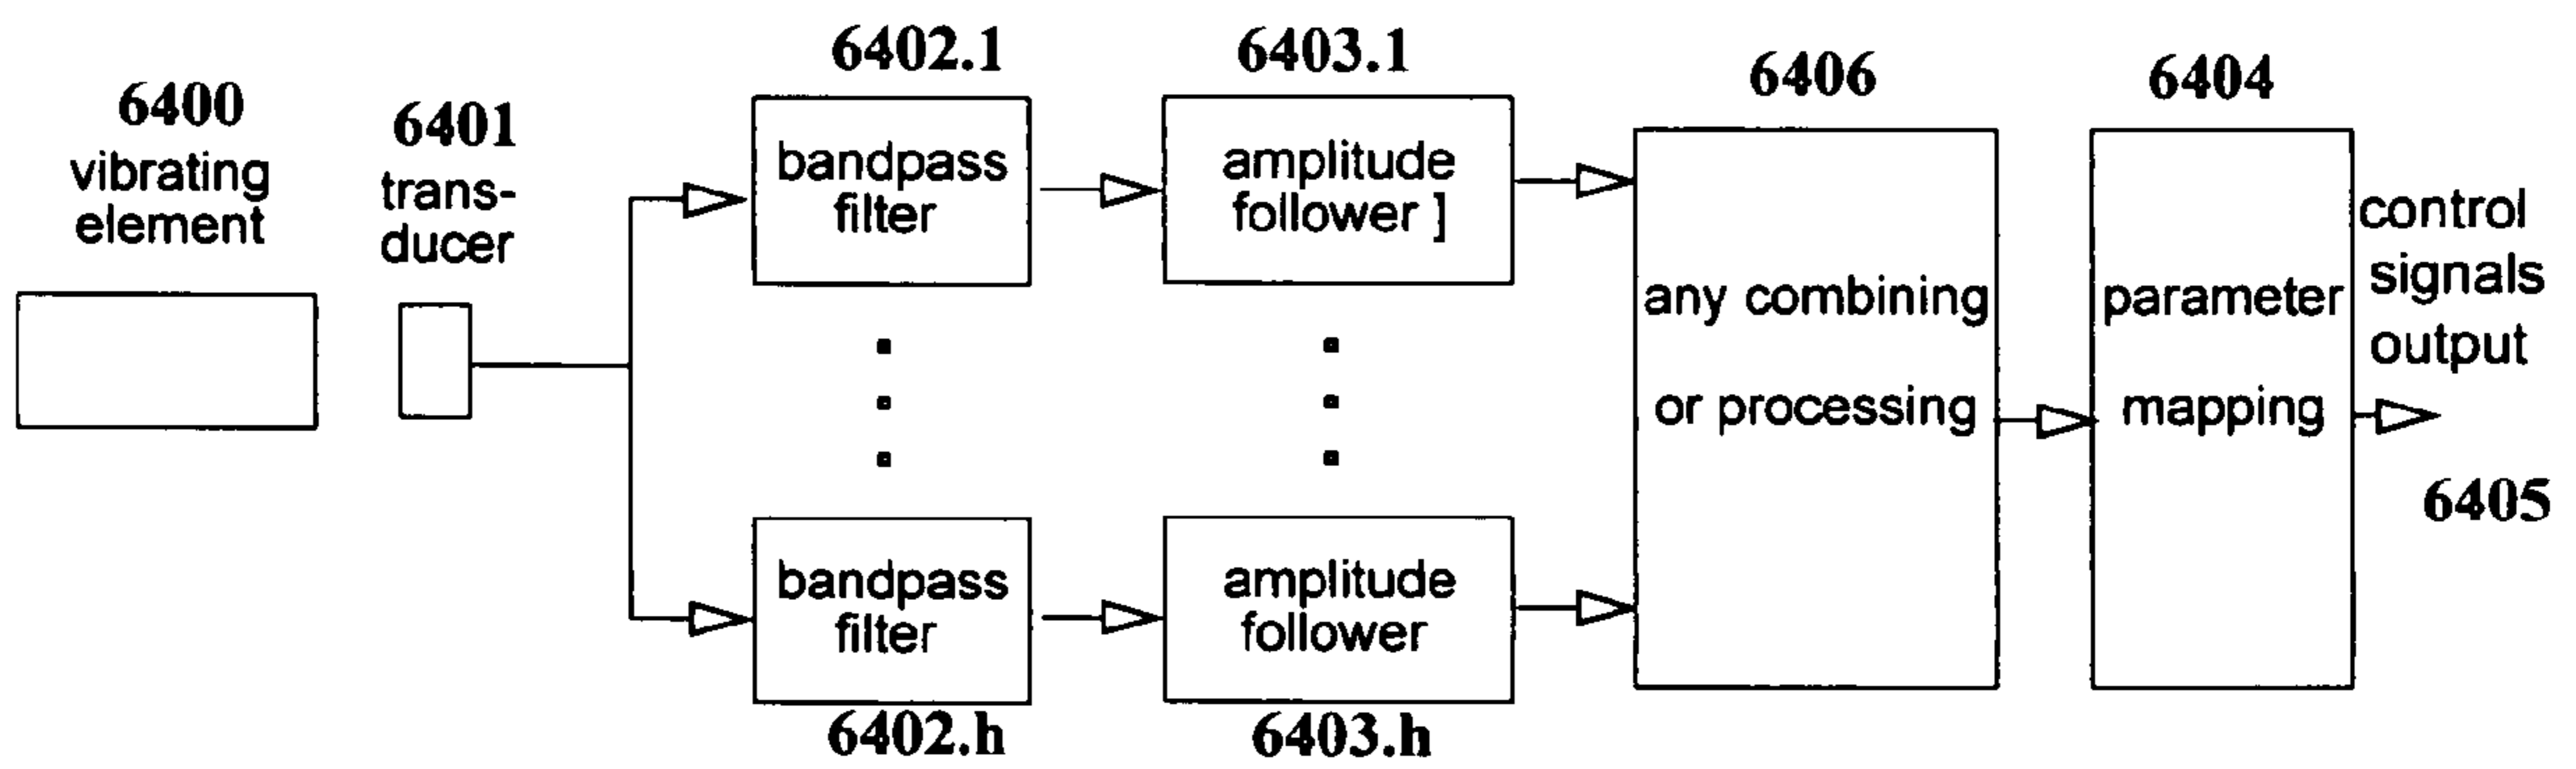 6400
vibrating
element
6401
trans-
ducer
6402.1
bandpass
filter
6403.1
amplitude
follower ]
6402.h
bandpass
filter
6403.h
amplitude
follower
6406
any combining
or processing
6404
parameter
mapping
control
signals
output
6405